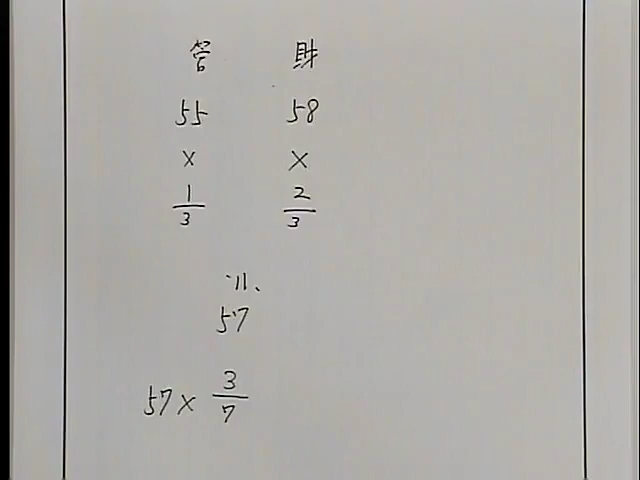 管 財
55 58
× ×
1/3 2/3
57
57 × 3/7